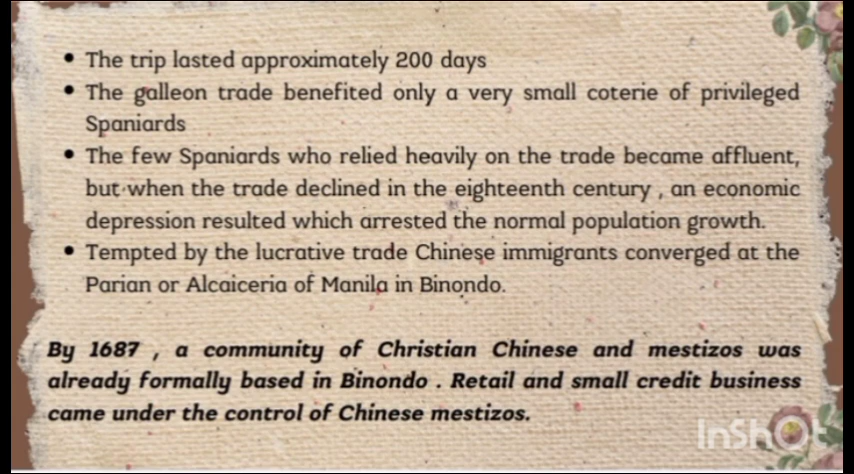 • The trip lasted approximately 200 days
• The galleon trade benefited only a very small coterie of privileged
Spaniards
• The few Spaniards who relied heavily on the trade became affluent,
but when the trade declined in the eighteenth century , an economic
depression resulted which arrested the normal population growth.
• Tempted by the lucrative trade Chinese immigrants converged at the
Parian or Alcaiceria of Manila in Binondo.
By 1687 , a community of Christian Chinese and mestizos was
already formally based in Binondo . Retail and small credit business
came under the control of Chinese mestizos.
InShOt